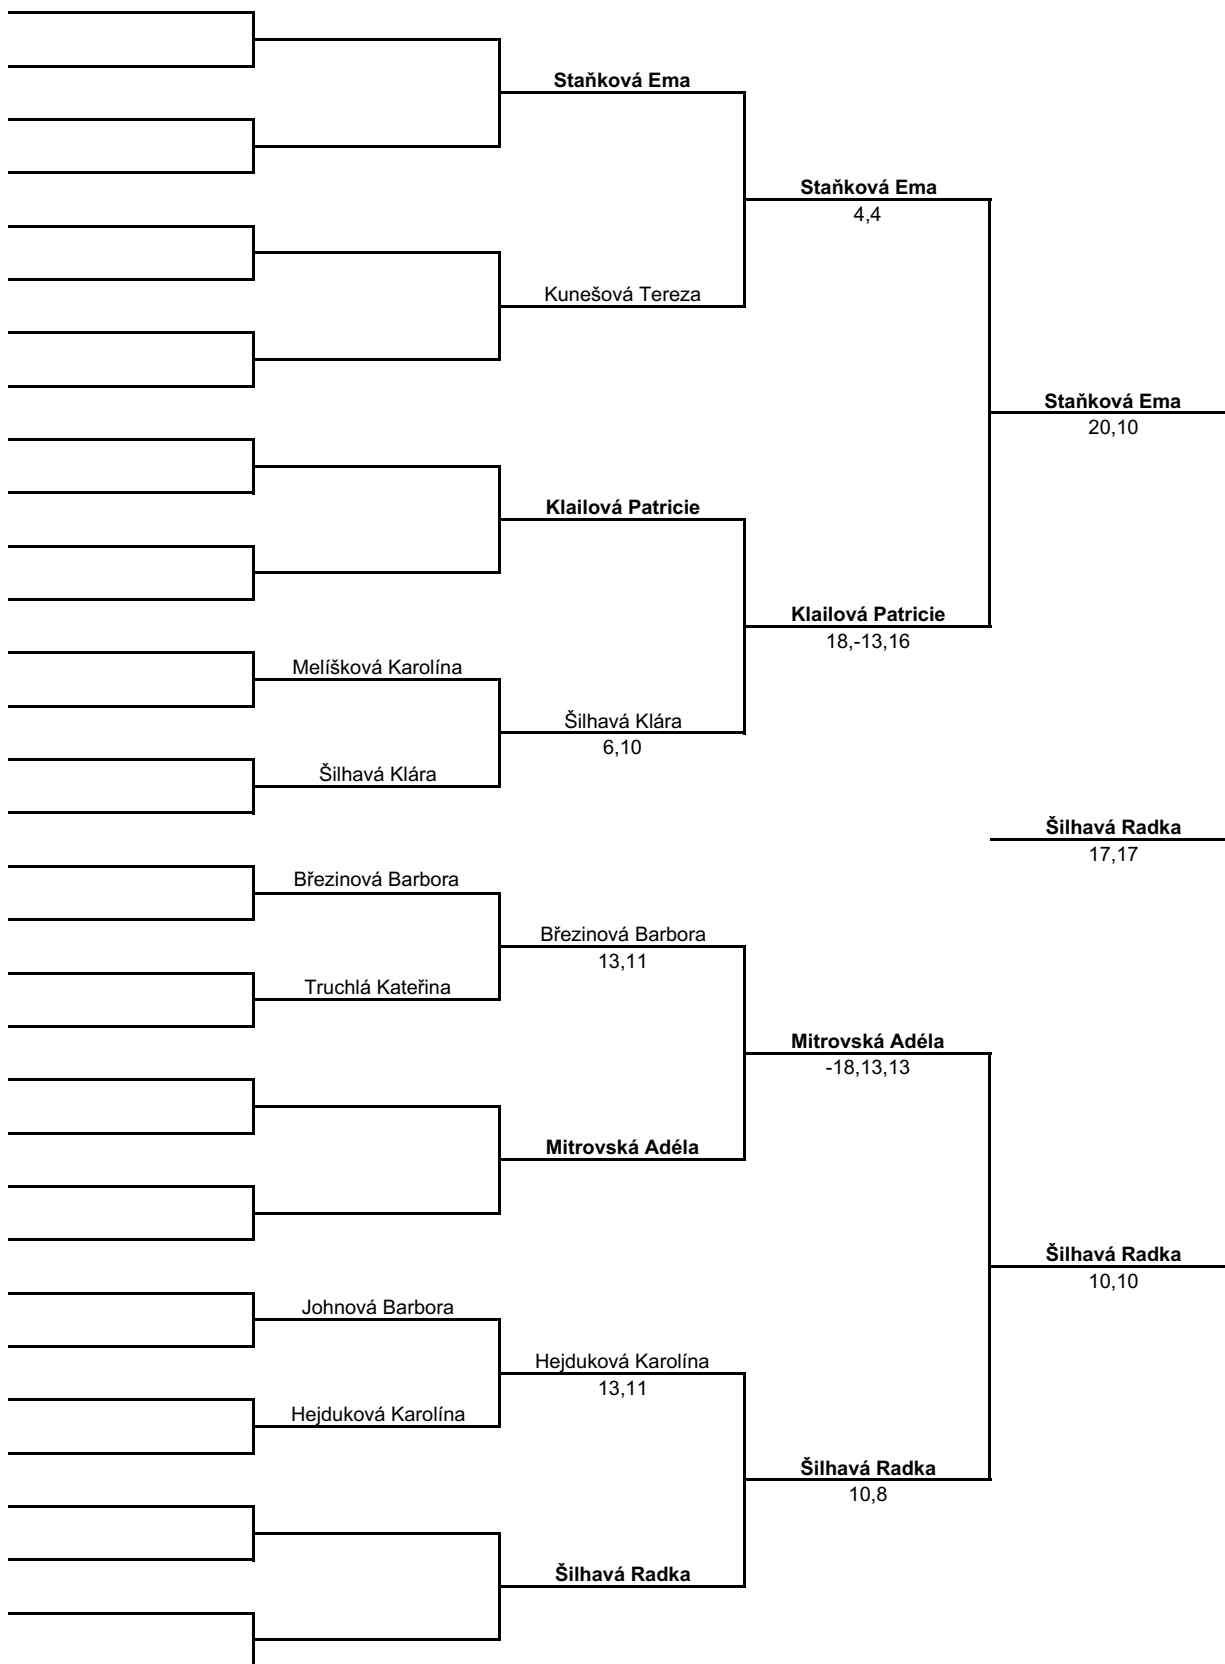 Staňková Ema
Staňková Ema
4,4
Kunešová Tereza
Staňková Ema
20,10
Klailová Patricie
Klailová Patricie
18,-13,16
Melíšková Karolína
Šilhavá Klára
6,10
Šilhavá Klára
Šilhavá Radka
17,17
Březinová Barbora
Březinová Barbora
13,11
Truchlá Kateřina
Mitrovská Adéla
-18,13,13
Mitrovská Adéla
Šilhavá Radka
10,10
Johnová Barbora
Hejduková Karolína
13,11
Hejduková Karolína
Šilhavá Radka
10,8
Šilhavá Radka